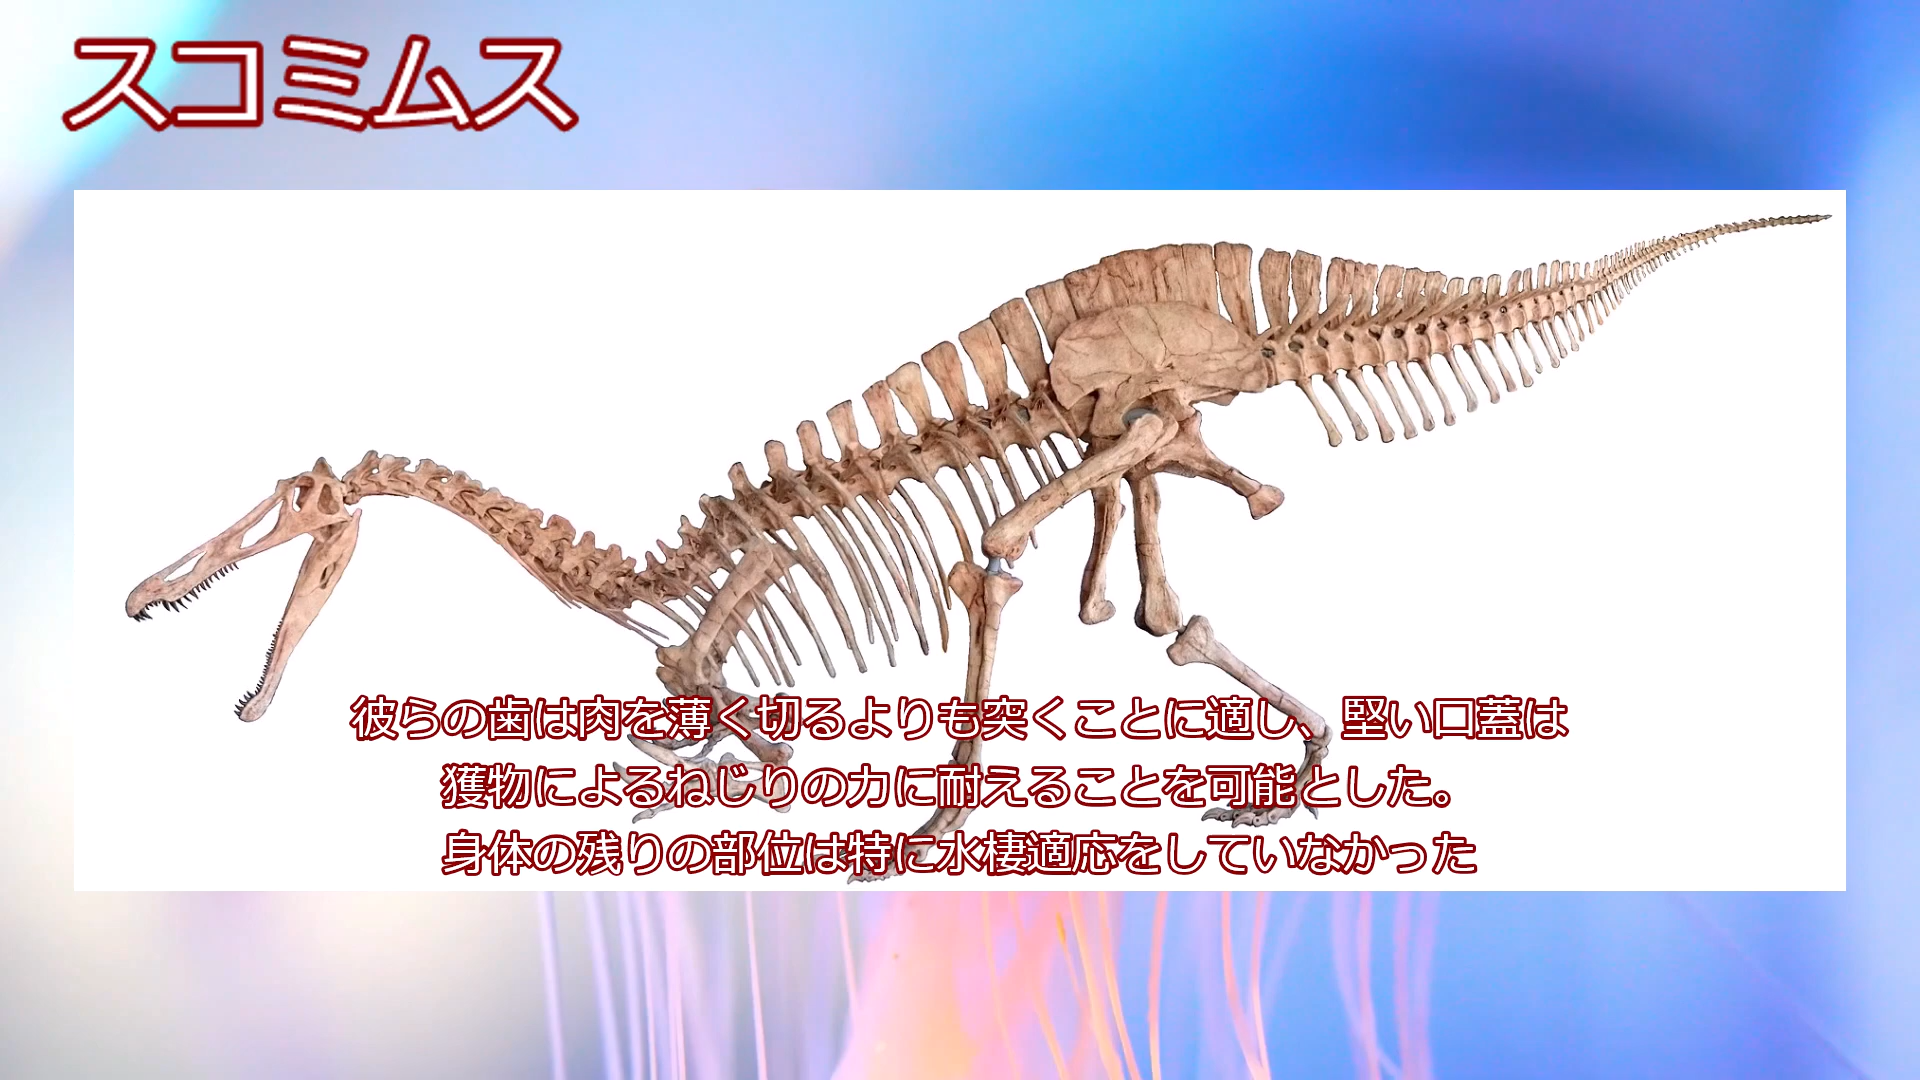 スコミムス
彼らの歯は肉を薄く切るよりも突くことに適し、堅い口蓋は
獲物によるねじりの力に耐えることを可能とした。
身体の残りの部位は特に水棲適応をしていなかった